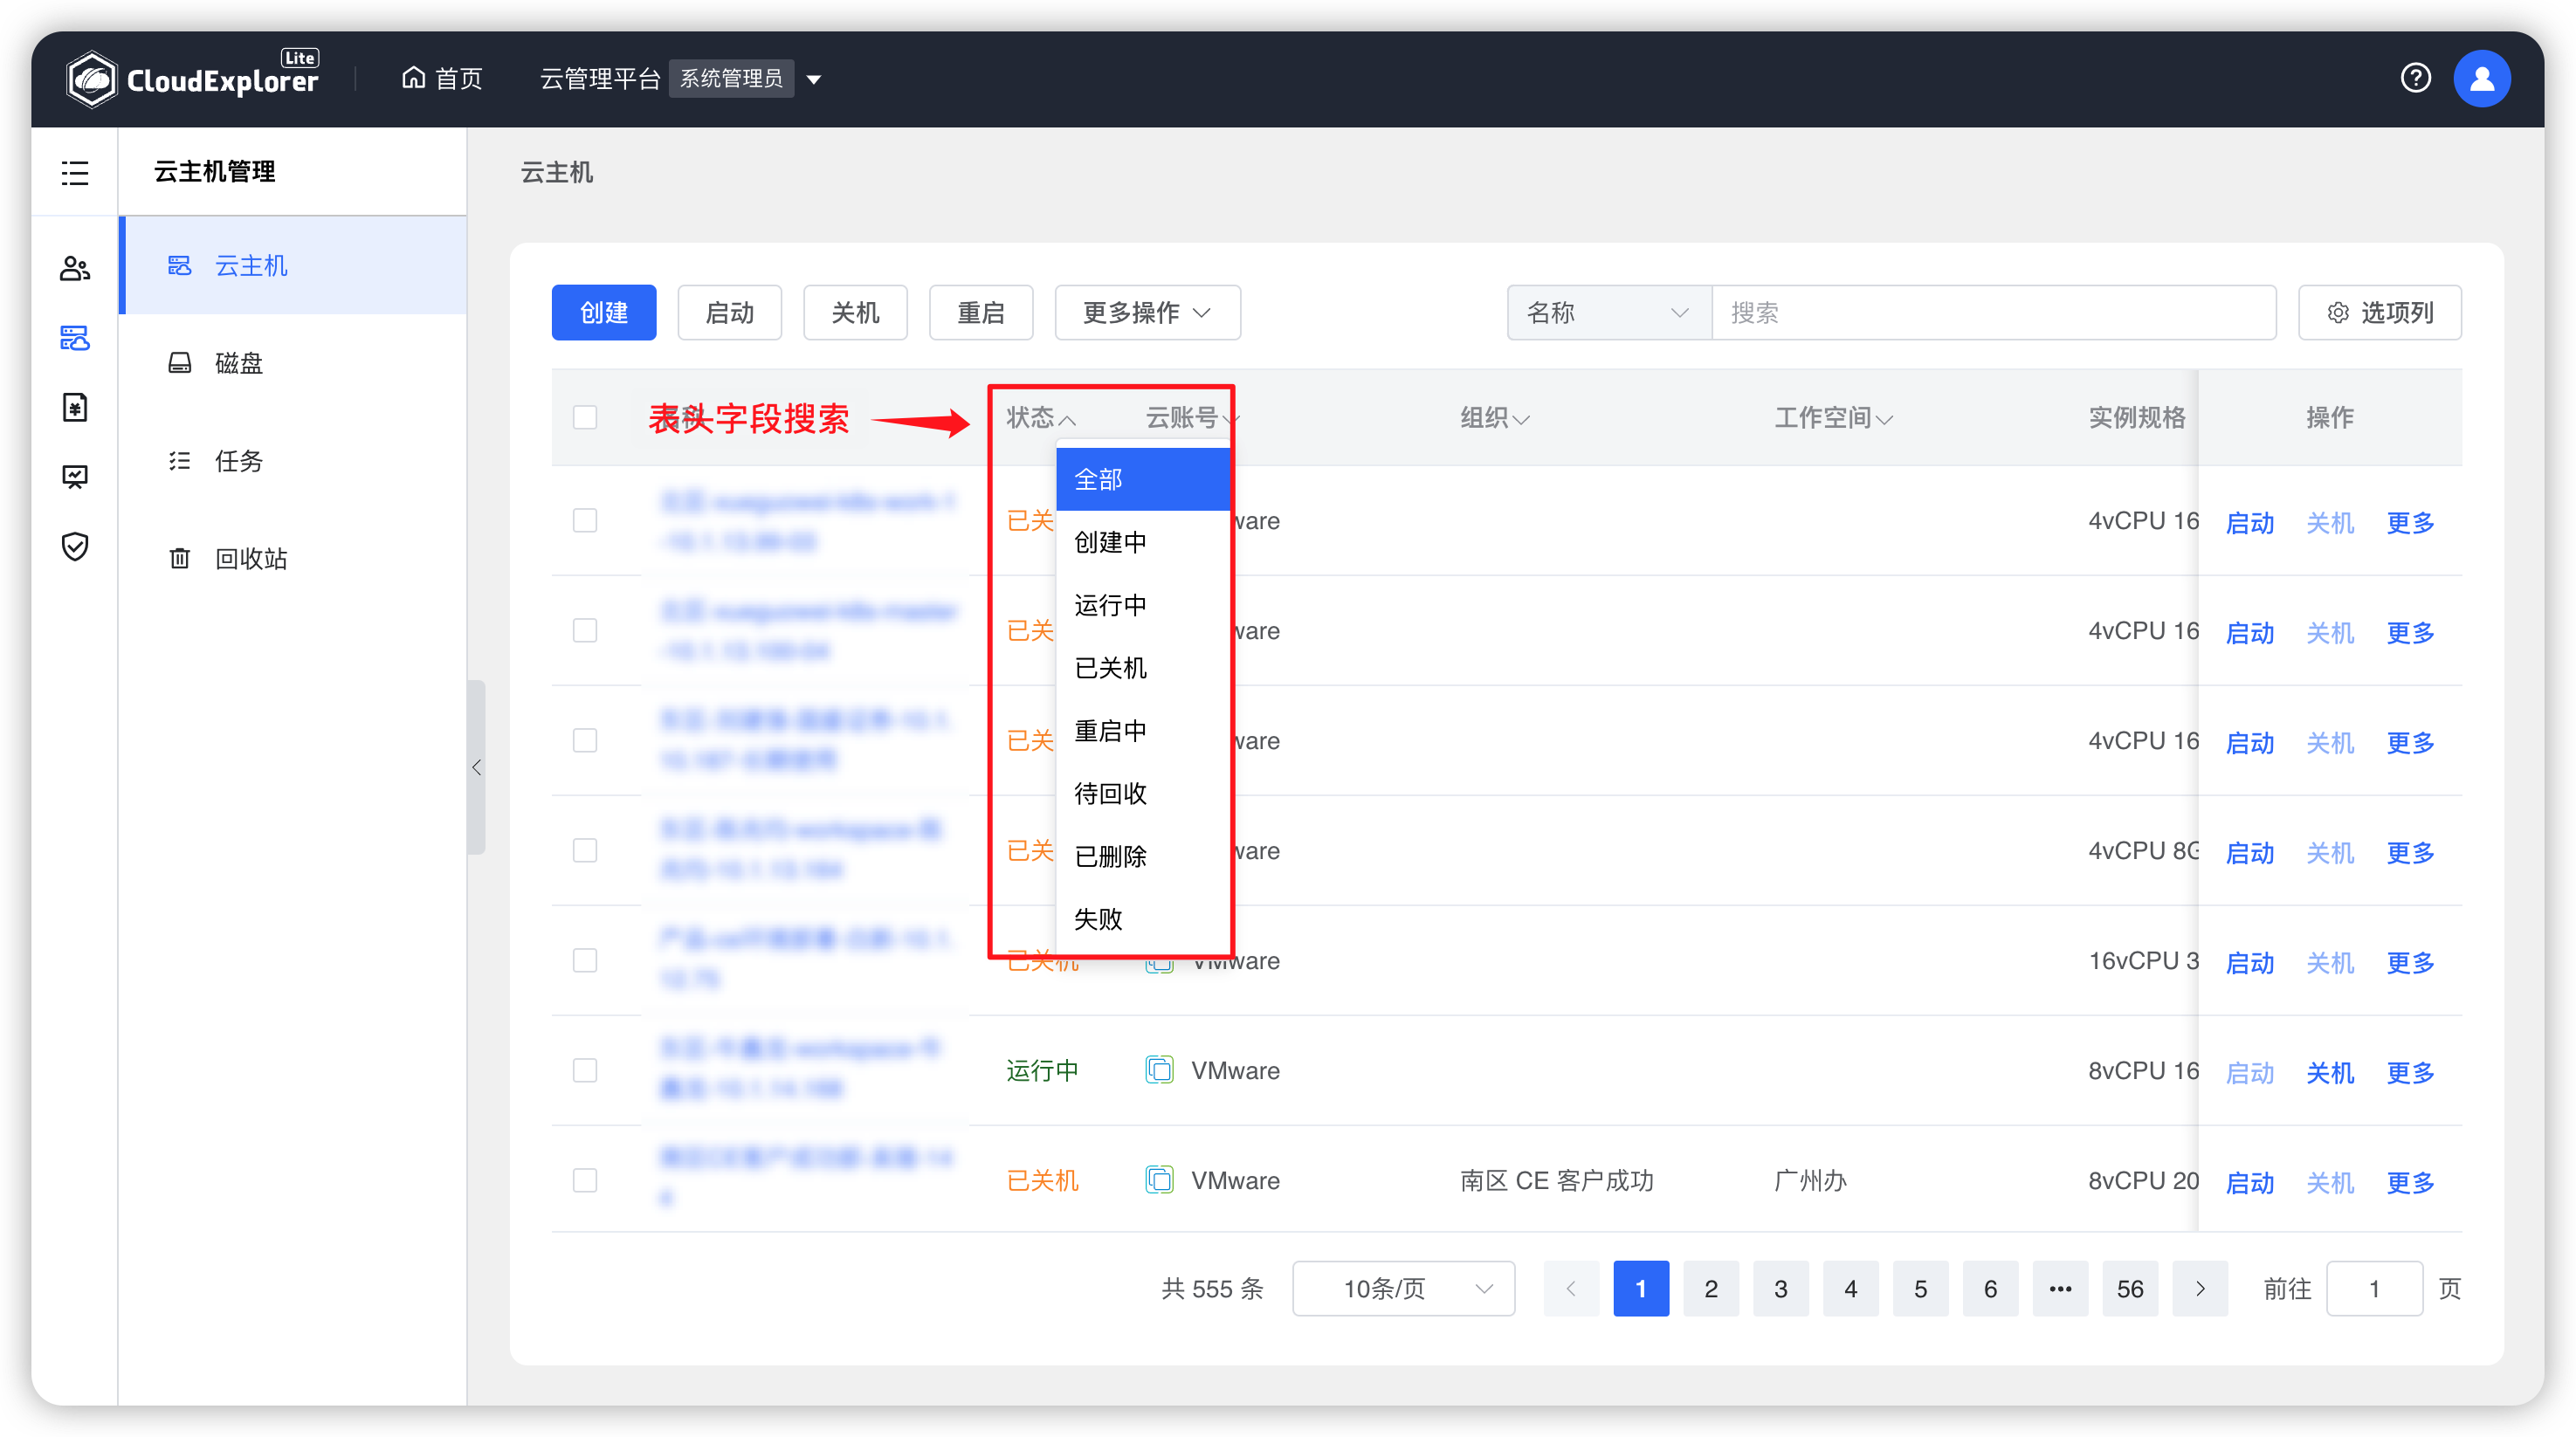 CloudExplorer Lite
首页
云管理平台 系统管理员
云主机管理
云主机
磁盘
任务
回收站
云主机
创建 启动 关机 重启 更多操作 名称 搜索 选项列
表头字段搜索
状态 云账号 组织 工作空间 实例规格 操作
全部
创建中
运行中
已关机
重启中
待回收
已删除
失败
已关 ware 4vCPU 16 启动 关机 更多
已关 ware 4vCPU 16 启动 关机 更多
已关 ware 4vCPU 16 启动 关机 更多
已关 ware 4vCPU 8G 启动 关机 更多
已关机 VMware 16vCPU 3 启动 关机 更多
运行中 VMware 8vCPU 16 启动 关机 更多
已关机 VMware 南区 CE 客户成功 广州办 8vCPU 20 启动 关机 更多
共 555 条 10条/页 1 2 3 4 5 6 ••• 56 前往 1 页